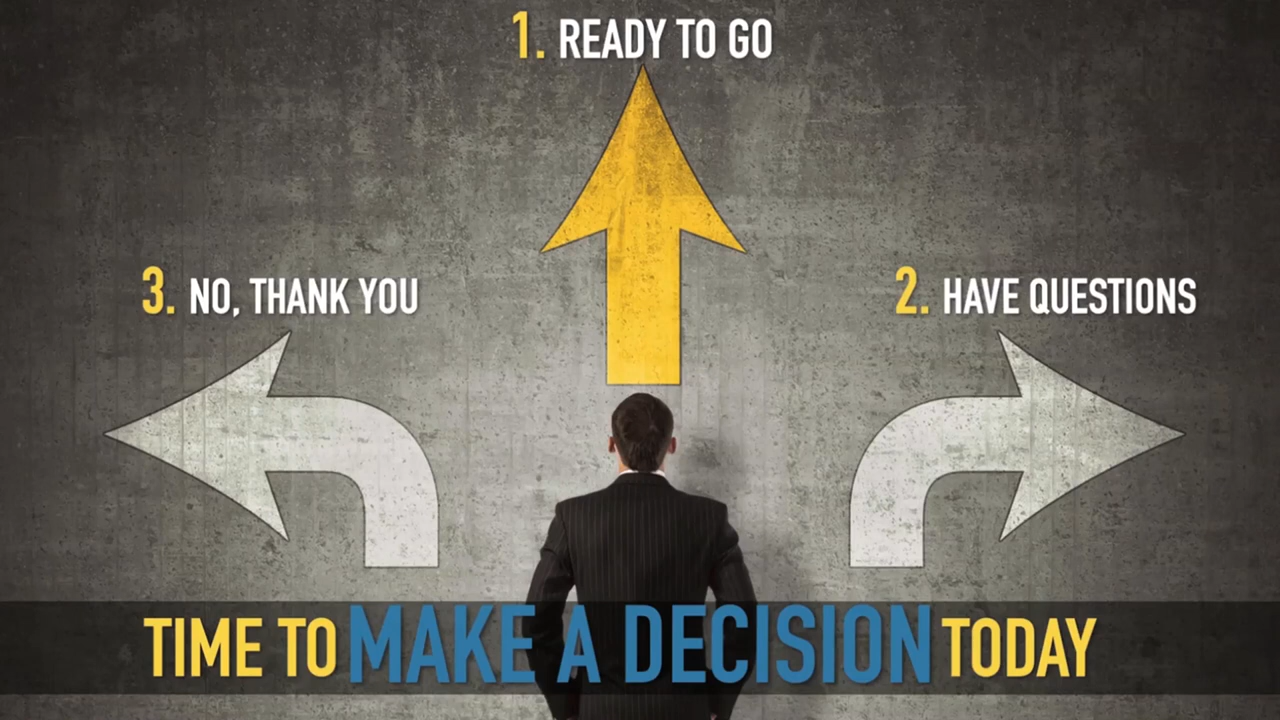 1. READY TO GO
3. NO, THANK YOU
2. HAVE QUESTIONS
TIME TO MAKE A DECISION TODAY